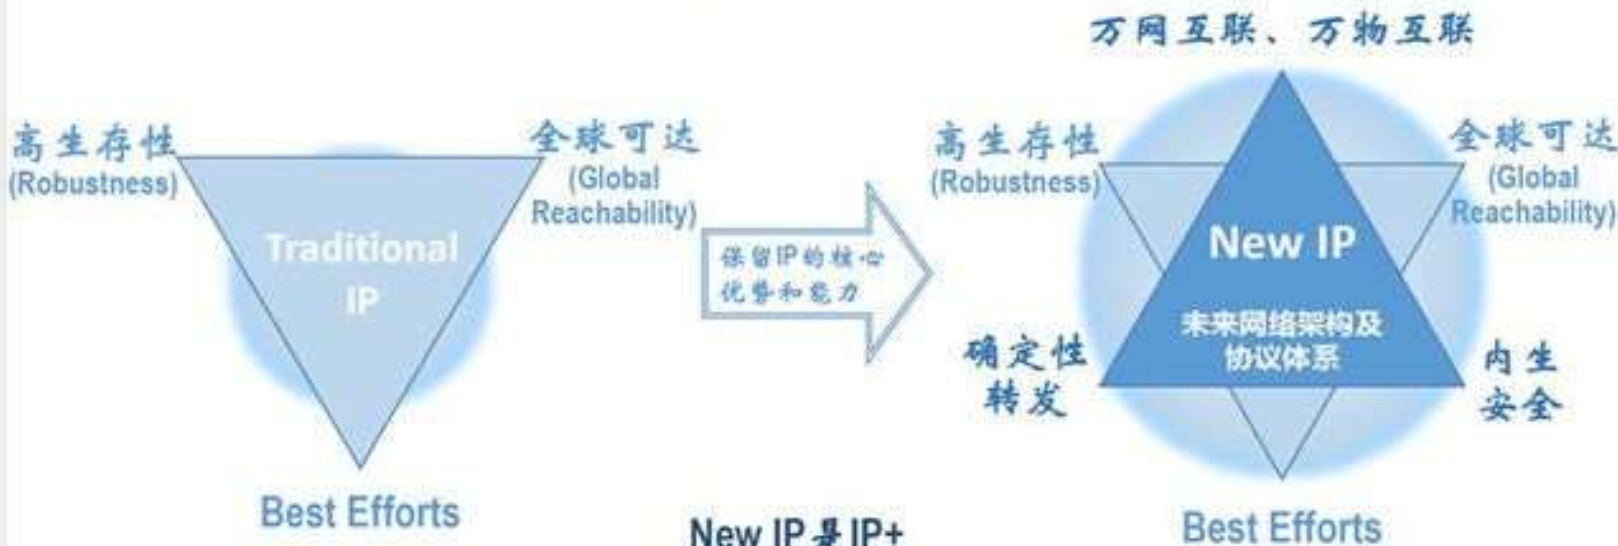 万网互联、万物互联
高生存性
(Robustness)
全球可达
(Global
Reachability)
Traditional
IP
Best Efforts
保留IP的核心
优势和能力
高生存性
(Robustness)
全球可达
(Global
Reachability)
New IP
未来网络架构及
协议体系
确定性
转发
内生
安全
Best Efforts
New IP是IP+